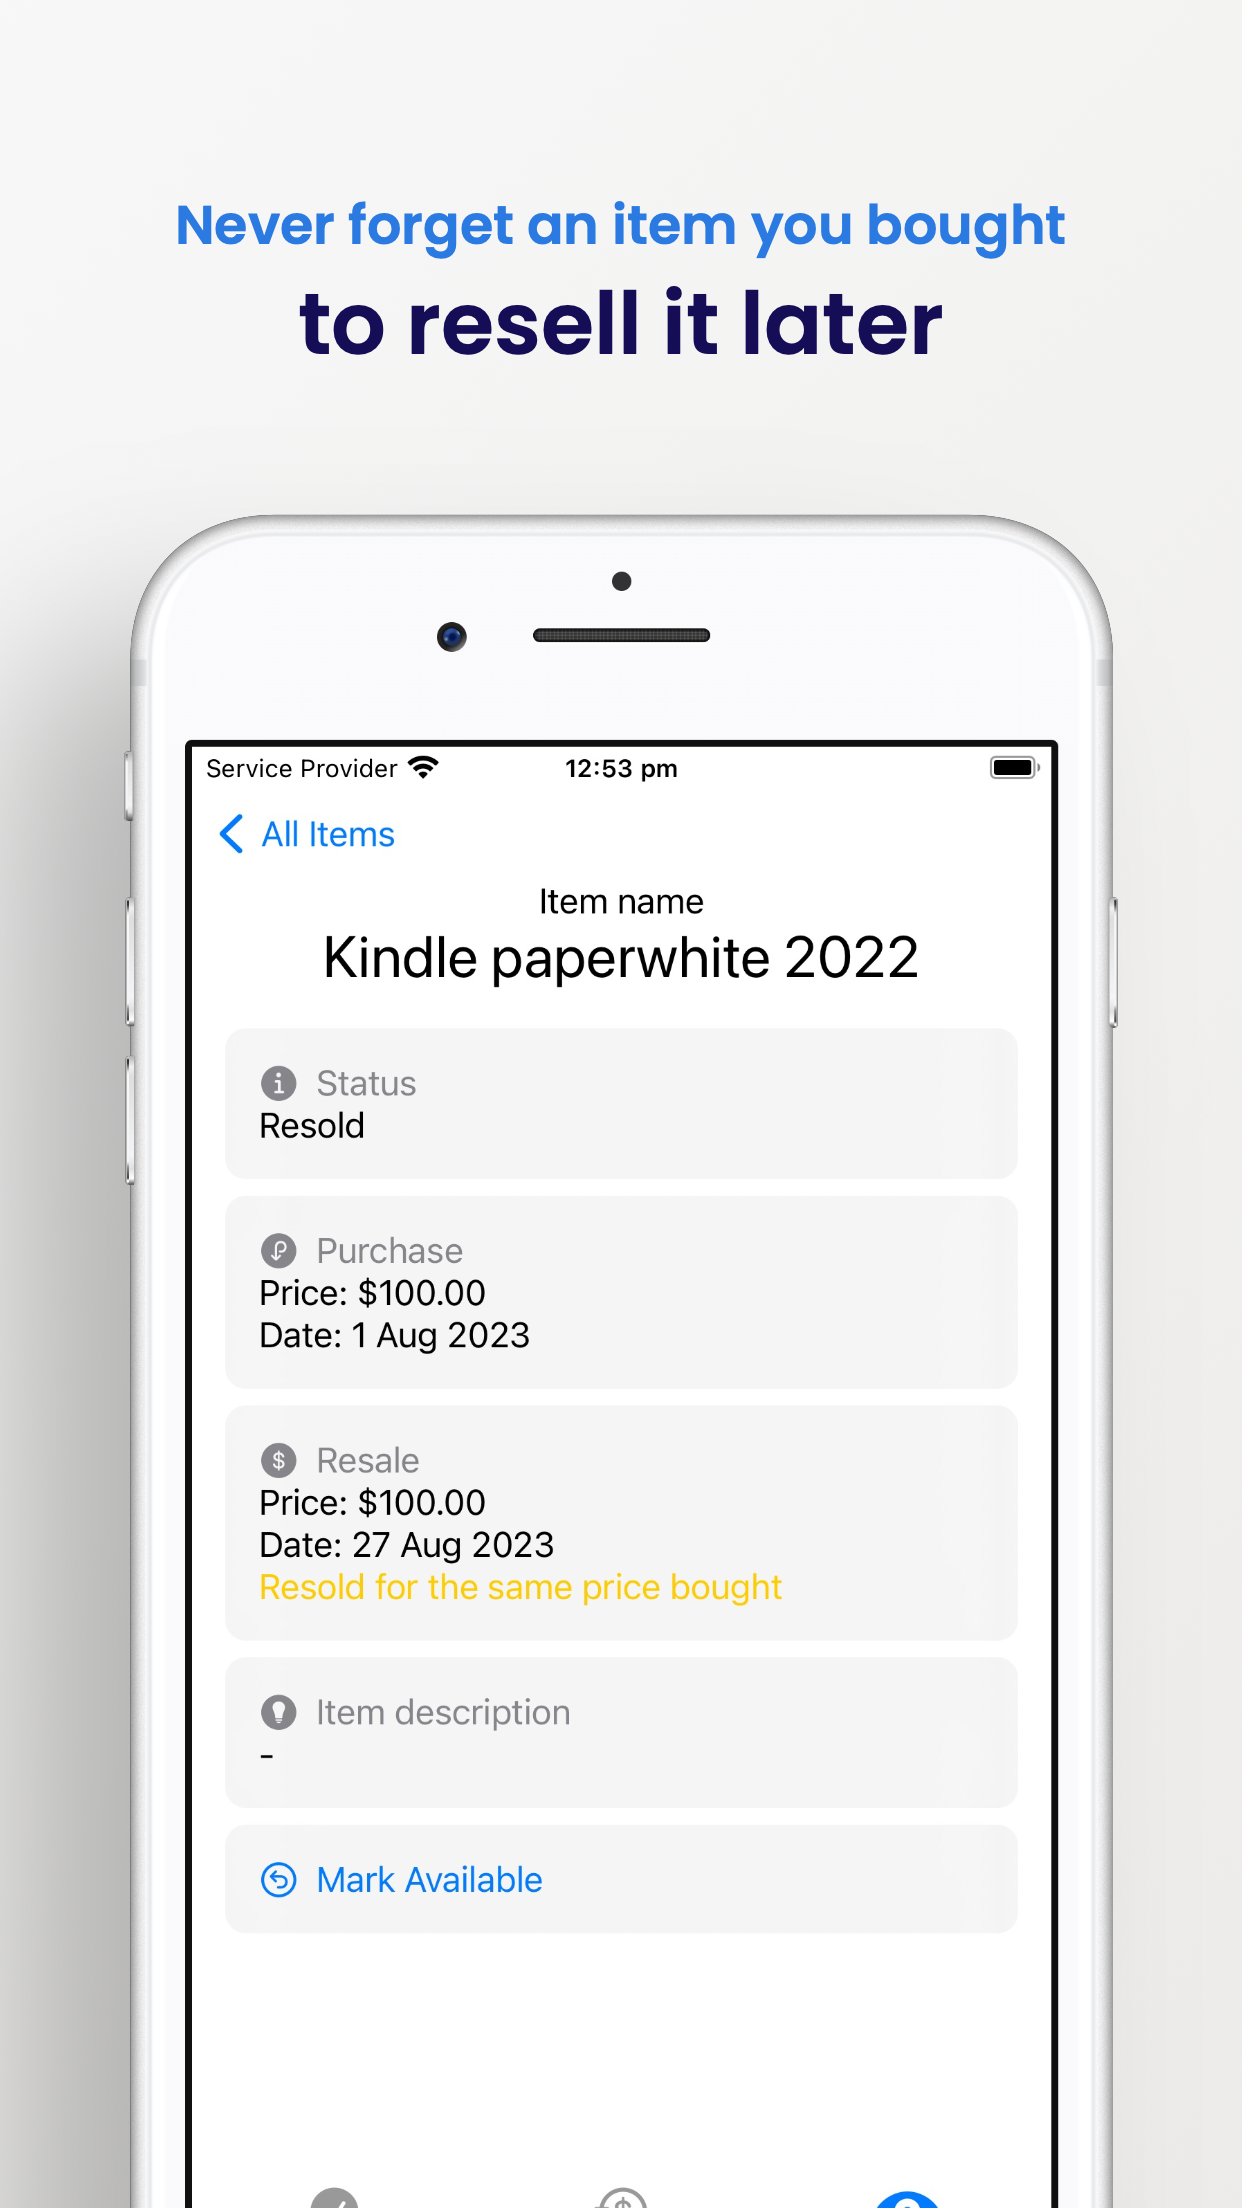 Never forget an item you bought
to resell it later
Service Provider
12:53 pm
All Items
Item name
Kindle paperwhite 2022
Status
Resold
Purchase
Price: $100.00
Date: 1 Aug 2023
Resale
Price: $100.00
Date: 27 Aug 2023
Resold for the same price bought
Item description
-
Mark Available